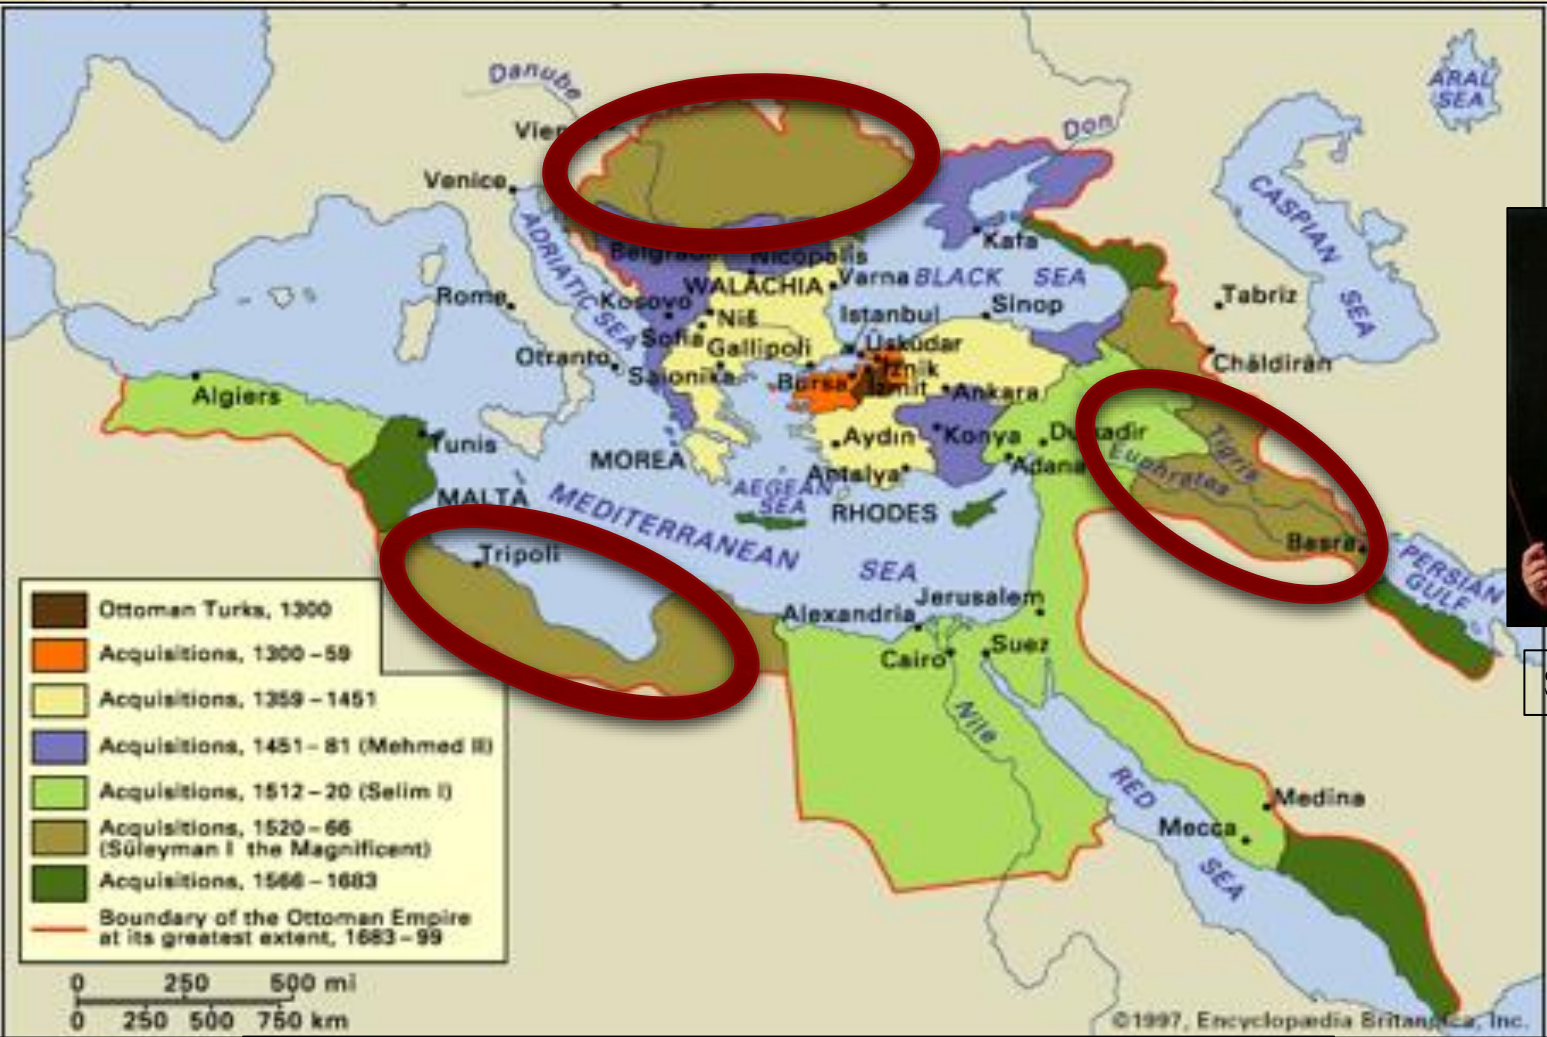 Danube
ARAL
SEA
Don
Venice
ADRIATIC SEA
CASPIAN
SEA
Kafa
Belgrade
Nicopolis
WALACHIA
Varna
BLACK SEA
Rome
Kosovo
Tabriz
Niš
Istanbul
Sinop
Sofia
Gallipoli
Üsküdar
Otranto
Salonika
Bursa
İznik
İzmit
Ankara
Chāldirān
Algiers
Tunis
MOREA
Aydın
Konya
Dulkadir
Tigris
Euphrates
Antalya
Adana
MALTA
MEDITERRANEAN
SEA
AEGEAN
SEA
RHODES
Tripoli
Basra
PERSIAN
GULF
Alexandria
Jerusalem
Cairo
Suez
Nile
RED
SEA
Medina
Mecca
Ottoman Turks, 1300
Acquisitions, 1300–59
Acquisitions, 1359–1451
Acquisitions, 1451–81 (Mehmed II)
Acquisitions, 1512–20 (Selim I)
Acquisitions, 1520–66
(Süleyman I the Magnificent)
Acquisitions, 1566–1683
Boundary of the Ottoman Empire
at its greatest extent, 1683–99
0 250 500 mi
0 250 500 750 km
©1997, Encyclopædia Britannica, Inc.